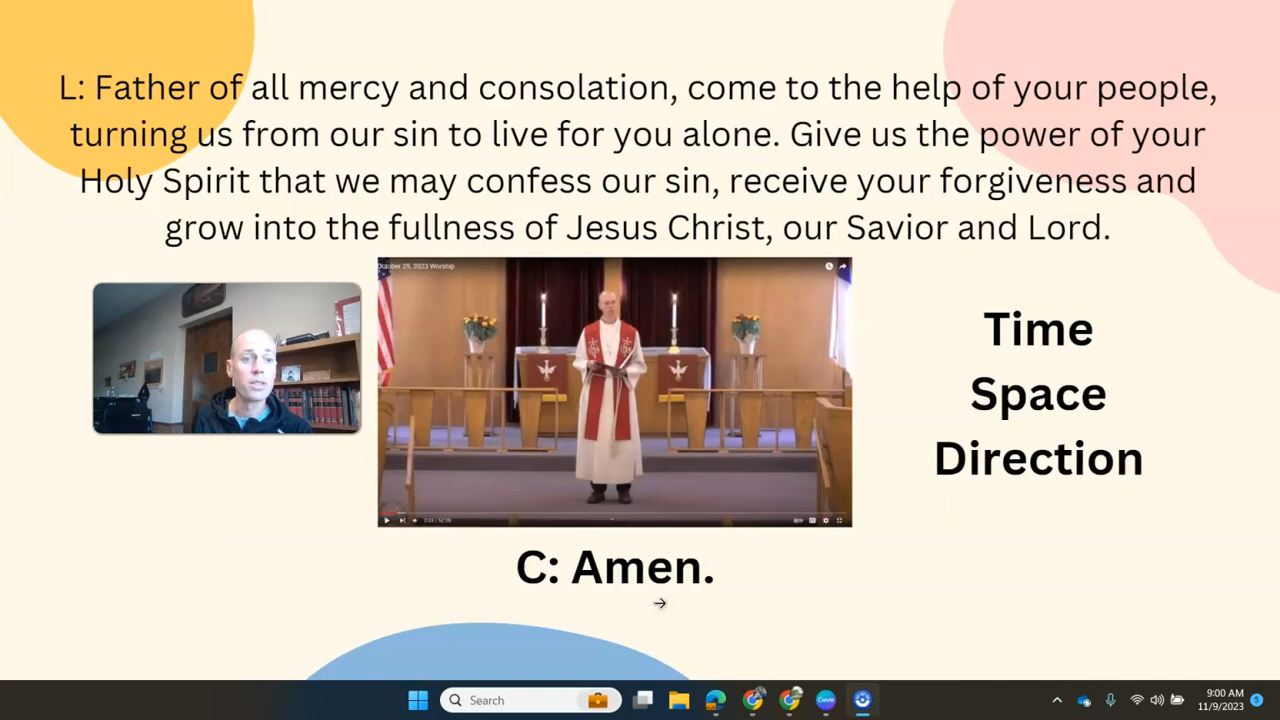 L: Father of all mercy and consolation, come to the help of your people,
turning us from our sin to live for you alone. Give us the power of your
Holy Spirit that we may confess our sin, receive your forgiveness and
grow into the fullness of Jesus Christ, our Savior and Lord.
October 29, 2023 Worship
Time
Space
Direction
C: Amen.
Search
9:00 AM
11/9/2023
5